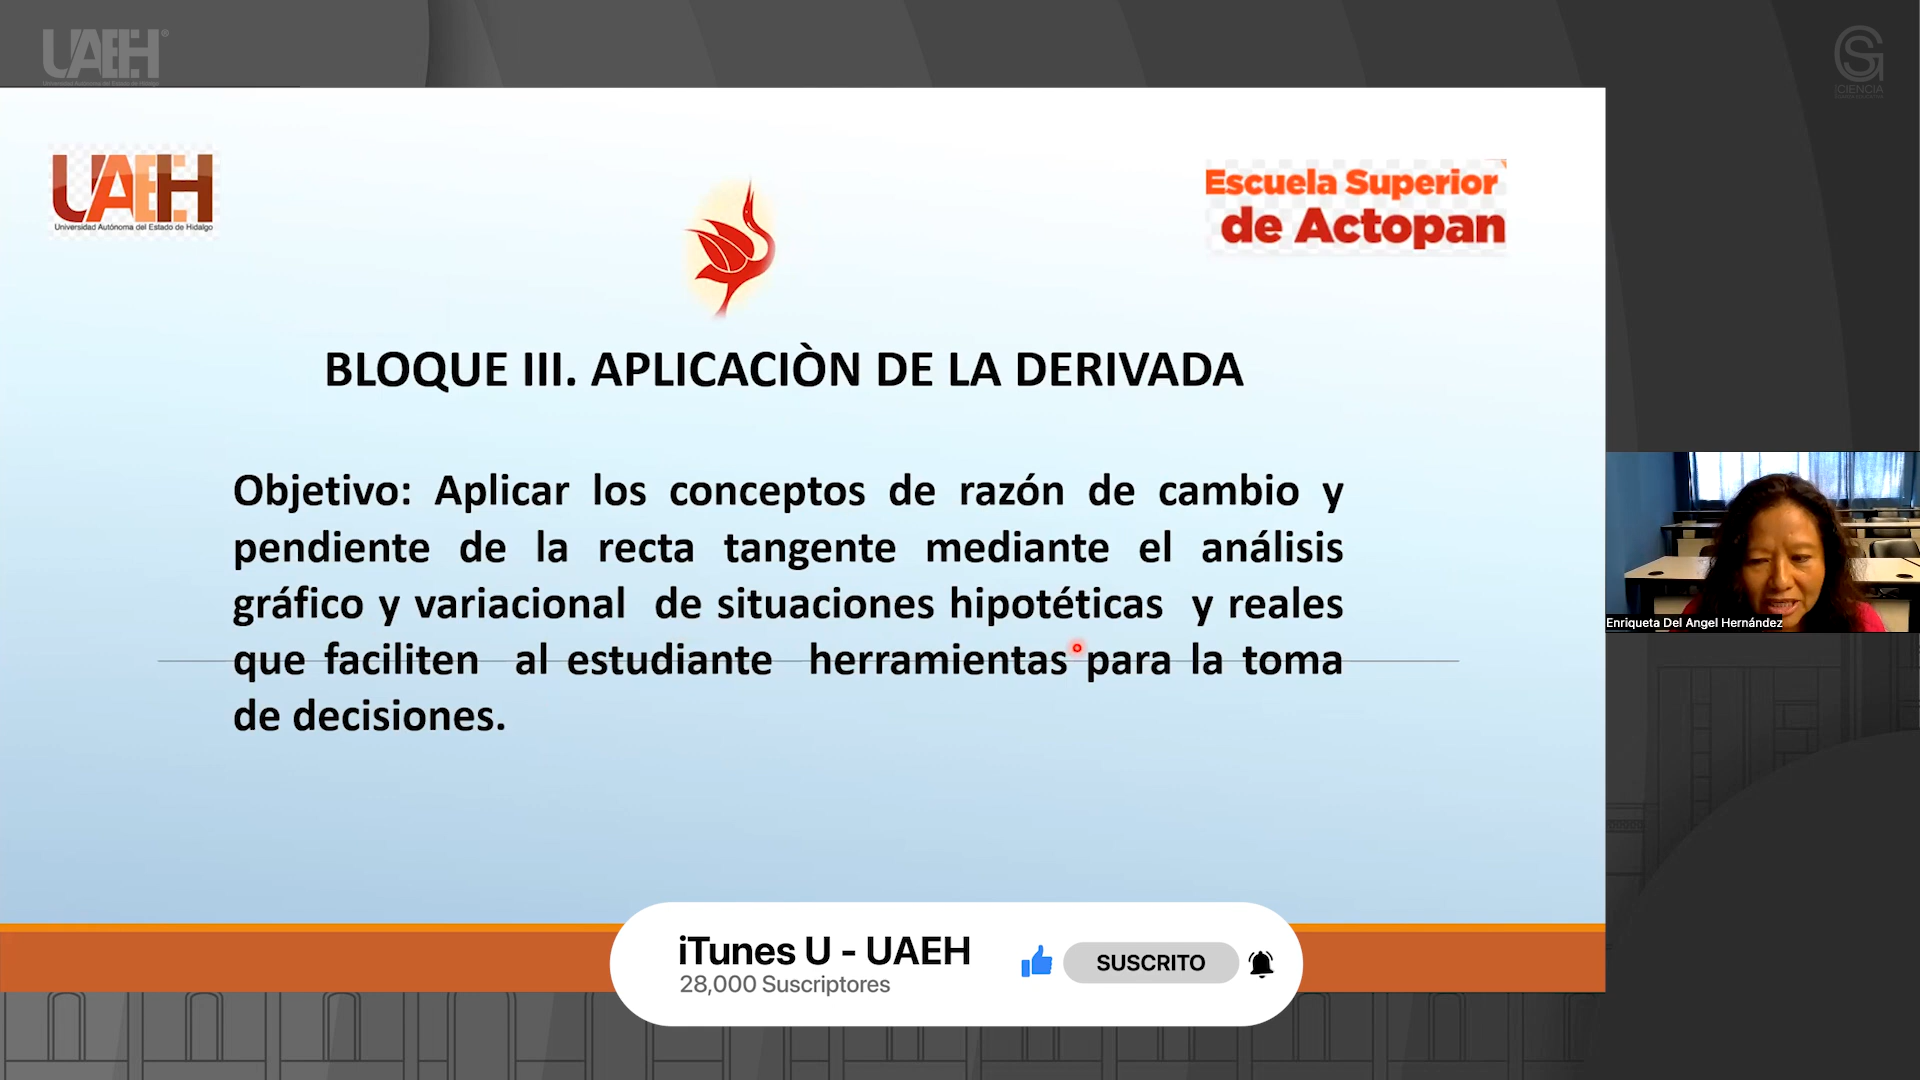 UAEH
UAEH
Universidad Autónoma del Estado de Hidalgo
Escuela Superior
de Actopan
BLOQUE III. APLICACIÒN DE LA DERIVADA
Objetivo: Aplicar los conceptos de razón de cambio y
pendiente de la recta tangente mediante el análisis
gráfico y variacional de situaciones hipotéticas y reales
que faciliten al estudiante herramientas para la toma
de decisiones.
Enriqueta Del Angel Hernández
CIENCIA
iTunes U - UAEH
28,000 Suscriptores
SUSCRITO